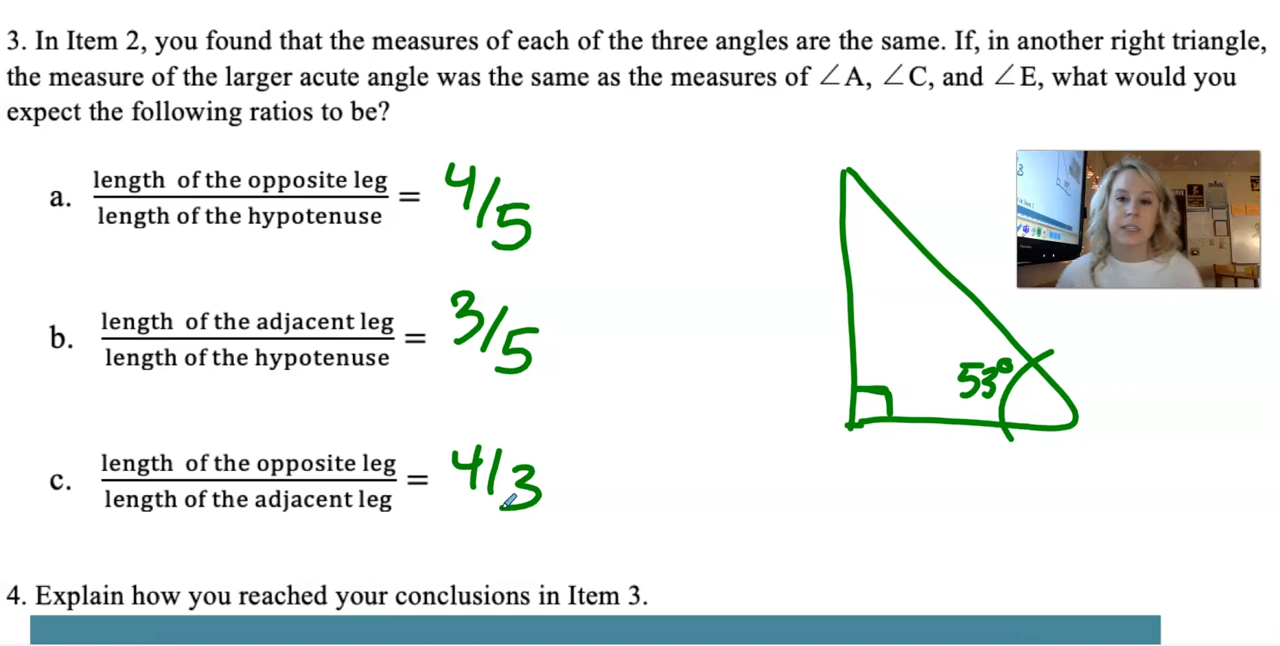 3. In Item 2, you found that the measures of each of the three angles are the same. If, in another right triangle,
the measure of the larger acute angle was the same as the measures of ∠A, ∠C, and ∠E, what would you
expect the following ratios to be?
a. length of the opposite leg / length of the hypotenuse = 4/5
b. length of the adjacent leg / length of the hypotenuse = 3/5
53°
c. length of the opposite leg / length of the adjacent leg = 4/3
4. Explain how you reached your conclusions in Item 3.